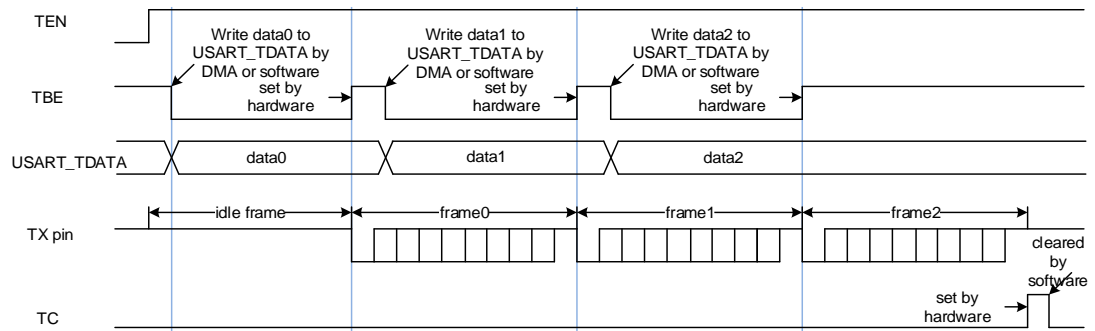 TEN
Write data0 to
USART_TDATA by
DMA or software
Write data1 to
USART_TDATA by
DMA or software
Write data2 to
USART_TDATA by
DMA or software
TBE
set by
hardware
set by
hardware
set by
hardware
USART_TDATA
data0
data1
data2
idle frame
frame0
frame1
frame2
TX pin
cleared
by
software
TC
set by
hardware